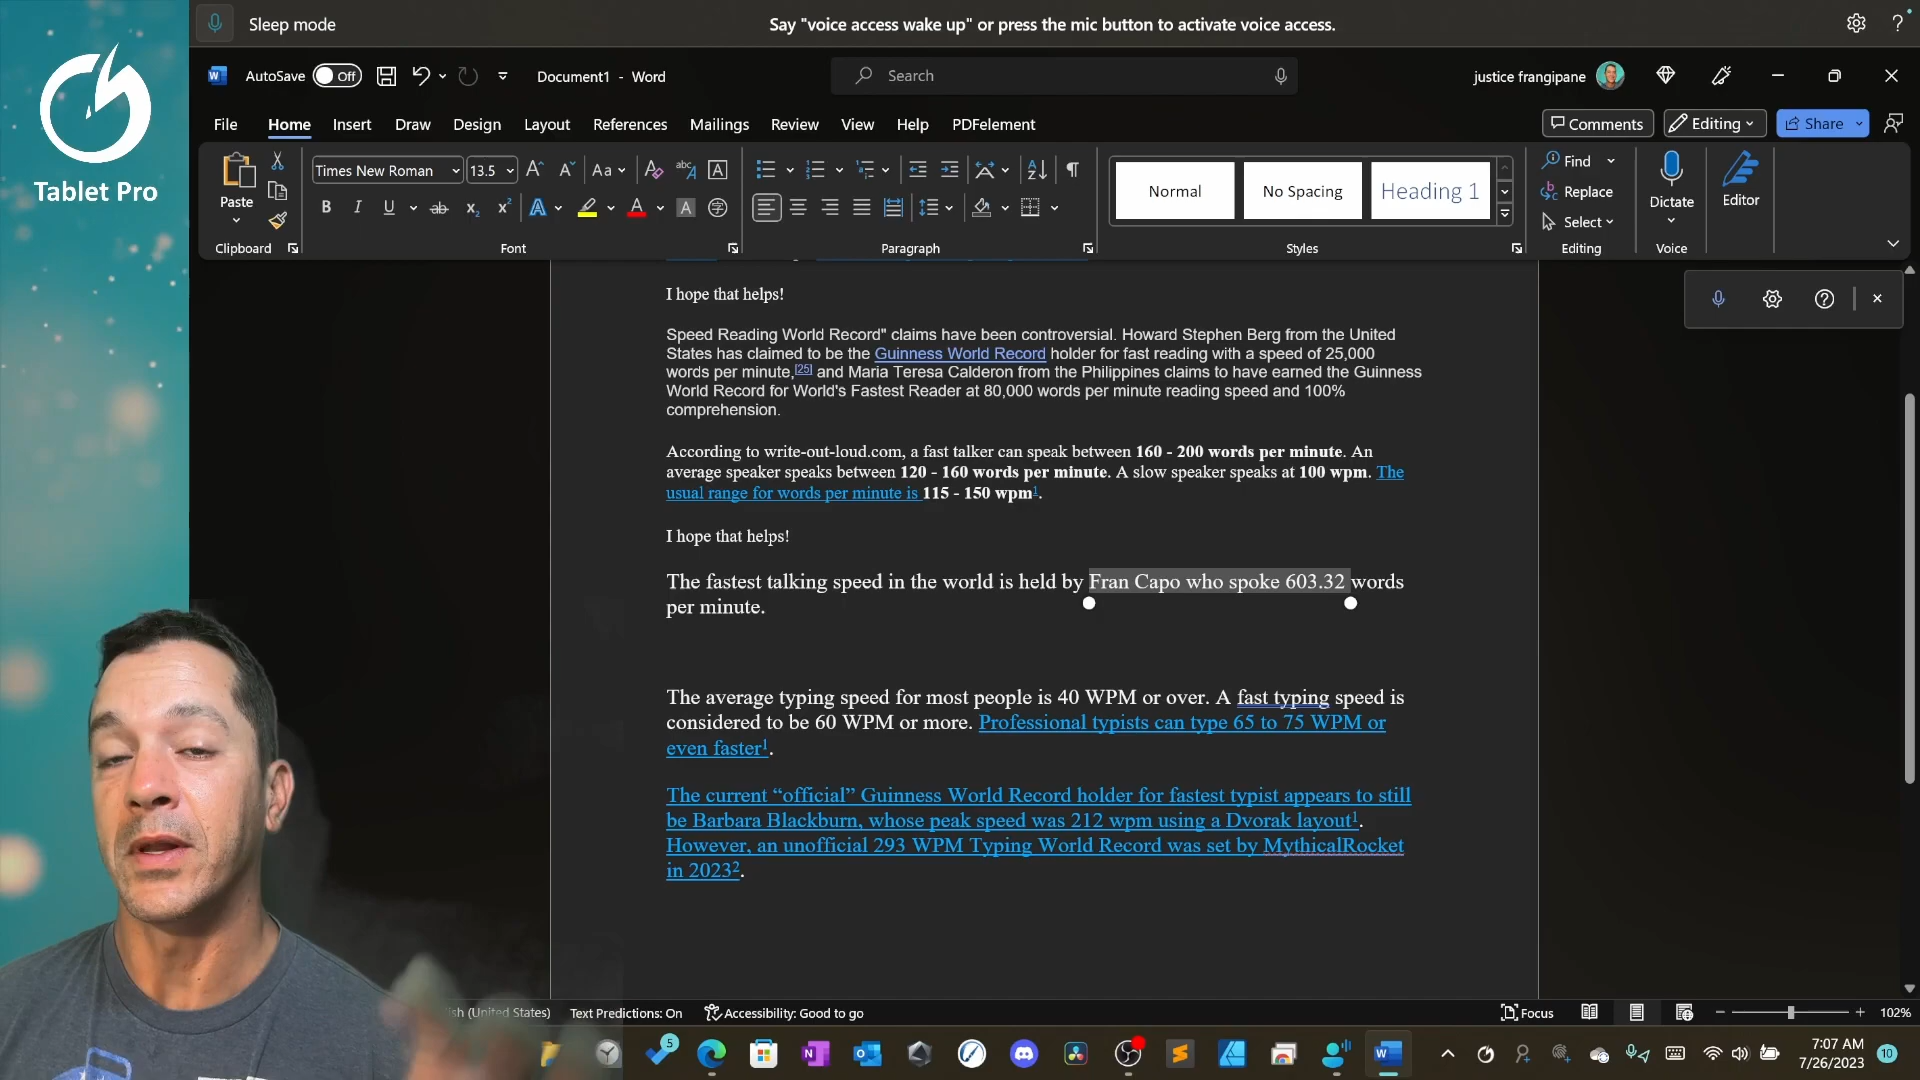 Sleep mode
Say "voice access wake up" or press the mic button to activate voice access.
Tablet Pro
AutoSave Off
Document1 - Word
Search
justice frangipane
File Home Insert Draw Design Layout References Mailings Review View Help PDFelement
Comments Editing Share
Paste
Clipboard
Times New Roman 13.5
Font
Paragraph
Normal
No Spacing
Heading 1
Styles
Find
Replace
Select
Editing
Dictate
Voice
Editor
I hope that helps!
Speed Reading World Record" claims have been controversial. Howard Stephen Berg from the United
States has claimed to be the Guinness World Record holder for fast reading with a speed of 25,000
words per minute,[25] and Maria Teresa Calderon from the Philippines claims to have earned the Guinness
World Record for World's Fastest Reader at 80,000 words per minute reading speed and 100%
comprehension.
According to write-out-loud.com, a fast talker can speak between 160 - 200 words per minute. An
average speaker speaks between 120 - 160 words per minute. A slow speaker speaks at 100 wpm. The
usual range for words per minute is 115 - 150 wpm1.
I hope that helps!
The fastest talking speed in the world is held by Fran Capo who spoke 603.32 words
per minute.
The average typing speed for most people is 40 WPM or over. A fast typing speed is
considered to be 60 WPM or more. Professional typists can type 65 to 75 WPM or
even faster1.
The current “official” Guinness World Record holder for fastest typist appears to still
be Barbara Blackburn, whose peak speed was 212 wpm using a Dvorak layout1.
However, an unofficial 293 WPM Typing World Record was set by MythicalRocket
in 20232.
(United States) Text Predictions: On Accessibility: Good to go
Focus
102%
5
7:07 AM
7/26/2023
10